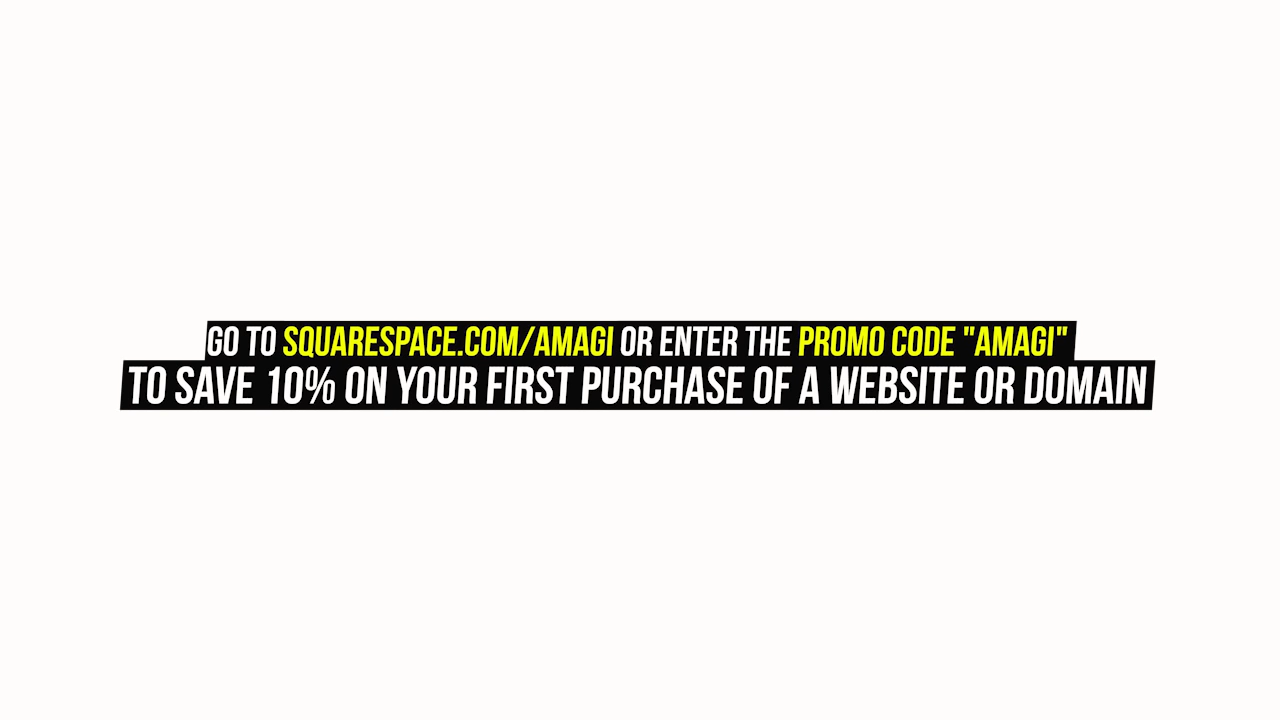 GO TO SQUARESPACE.COM/AMAGI OR ENTER THE PROMO CODE "AMAGI"
TO SAVE 10% ON YOUR FIRST PURCHASE OF A WEBSITE OR DOMAIN